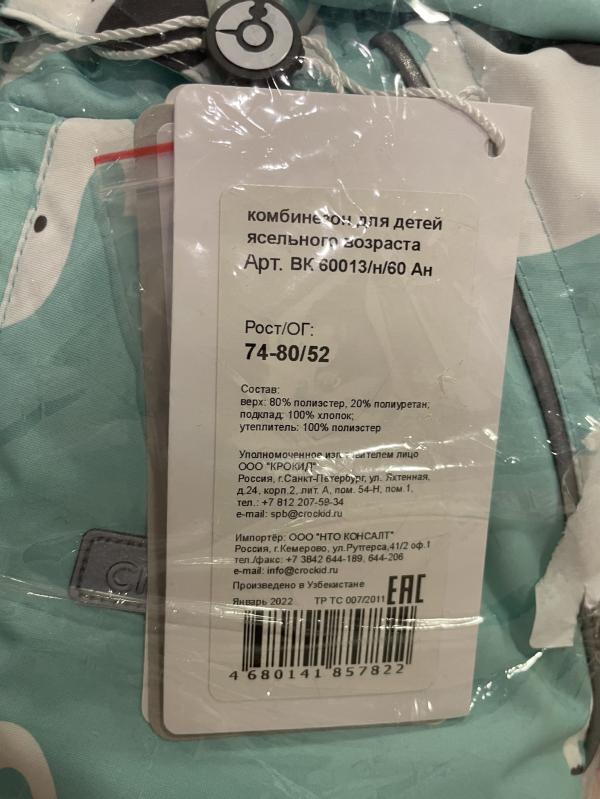 комбинезон для детей
ясельного возраста
Арт. ВК 60013/н/60 Ан
Рост/ОГ:
74-80/52
Состав:
верх: 80% полиэстер, 20% полиуретан;
подклад: 100% хлопок;
утеплитель: 100% полиэстер
Уполномоченное изготовителем лицо
ООО "КРОКИД"
Россия, г.Санкт-Петербург, ул. Яхтенная,
д.24, корп.2, лит. А, пом. 54-Н, пом.1,
тел.: +7 812 207-59-34
e-mail: spb@crockid.ru
Импортёр: ООО "НТО КОНСАЛТ"
Россия, г.Кемерово, ул.Рутгерса,41/2 оф.1
тел./факс: +7 3842 644-189, 644-206
e-mail: info@crockid.ru
Произведено в Узбекистане
Январь 2022 ТР ТС 007/2011 EAC
4 680141 857822